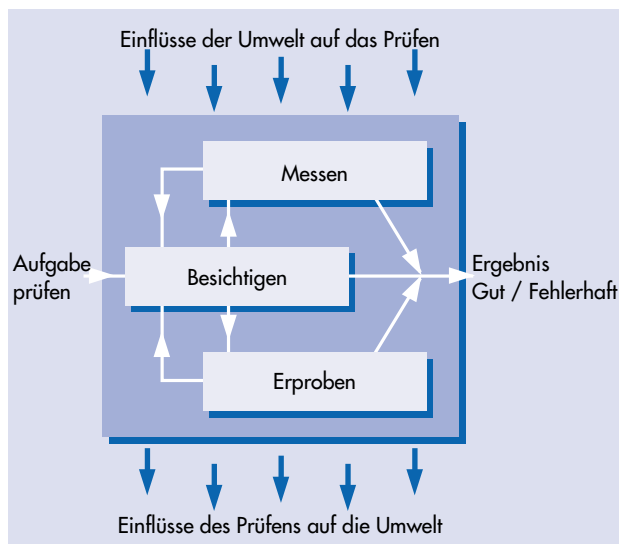 Einflüsse der Umwelt auf das Prüfen
Messen
Aufgabe
prüfen
Besichtigen
Ergebnis
Gut / Fehlerhaft
Erproben
Einflüsse des Prüfens auf die Umwelt